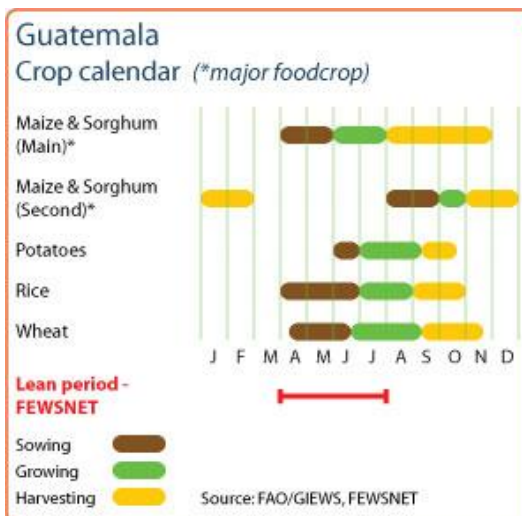 Guatemala
Crop calendar (*major foodcrop)
Maize & Sorghum
(Main)*
Maize & Sorghum
(Second)*
Potatoes
Rice
Wheat
J F M A M J J A S O N D
Lean period -
FEWSNET
Sowing
Growing
Harvesting
Source: FAO/GIEWS, FEWSNET